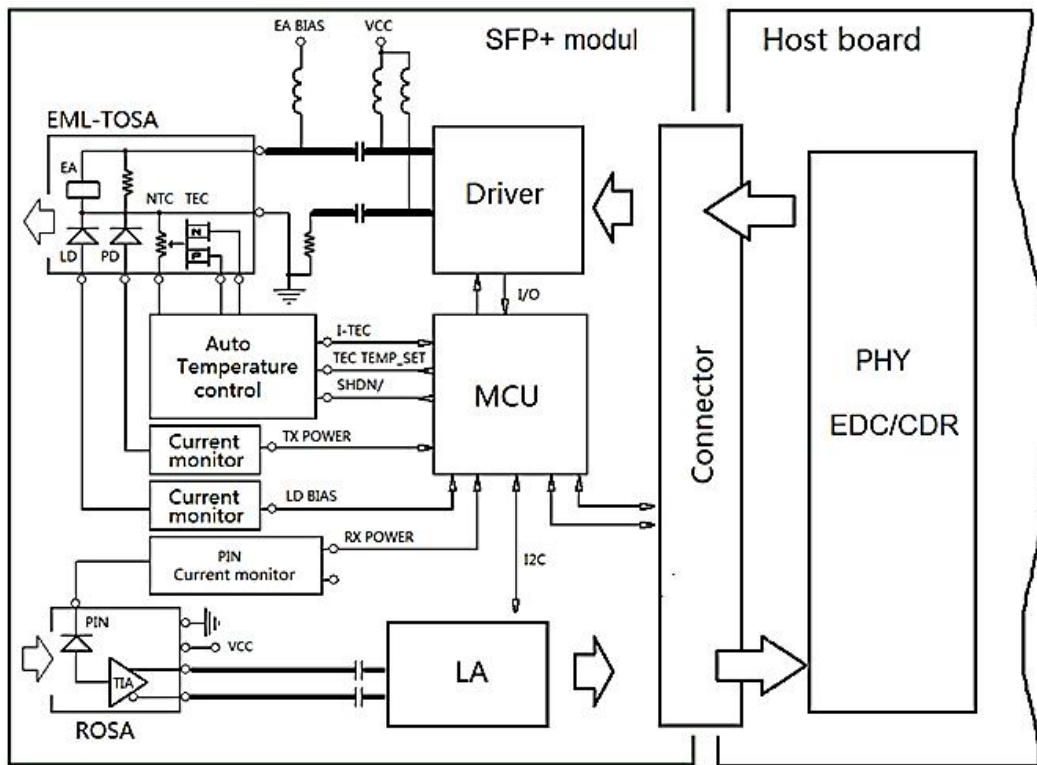 EA BIAS
VCC
SFP+ modul
Host board
EML-TOSA
EA
NTC TEC
N
P
LD
PD
Driver
I/O
Auto
Temperature
control
I-TEC
TEC TEMP_SET
SHDN/
MCU
Connector
PHY
EDC/CDR
Current
monitor
TX POWER
Current
monitor
LD BIAS
PIN
Current monitor
RX POWER
I2C
PIN
VCC
TIA
LA
ROSA